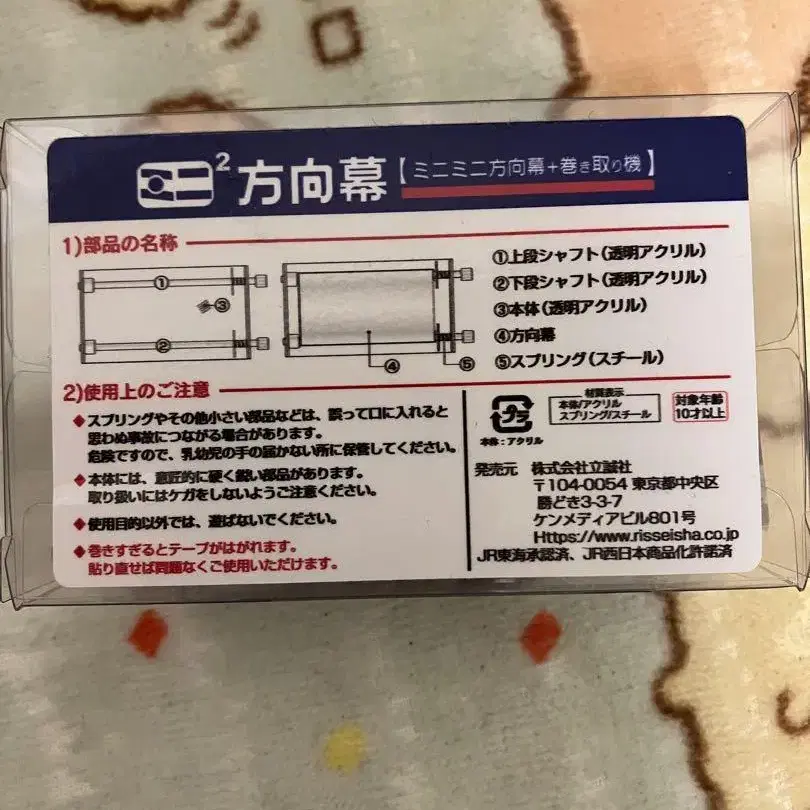 2方向幕【ミニミニ方向幕+巻き取り機】
1)部品の名称
① ③ ②
④ ⑤
①上段シャフト(透明アクリル)
②下段シャフト(透明アクリル)
③本体(透明アクリル)
④方向幕
⑤スプリング(スチール)
2)使用上のご注意
◆スプリングやその他小さい部品などは、誤って口に入れると
思わぬ事故につながる場合があります。
危険ですので、乳幼児の手の届かない所に保管してください。
◆本体には、意匠的に硬く鋭い部品があります。
取り扱いにはケガをしないようご注意ください。
◆使用目的以外では、遊ばないでください。
◆巻きすぎるとテープがはがれます。
貼り直せば問題なくご使用いただけます。
プラ
本体:アクリル
材質表示
本体/アクリル
スプリング/スチール
対象年齢
10才以上
発売元 株式会社立誠社
〒104-0054 東京都中央区
勝どき3-3-7
ケンメディアビル801号
Https://www.risseisha.co.jp
JR東海承認済、JR西日本商品化許諾済